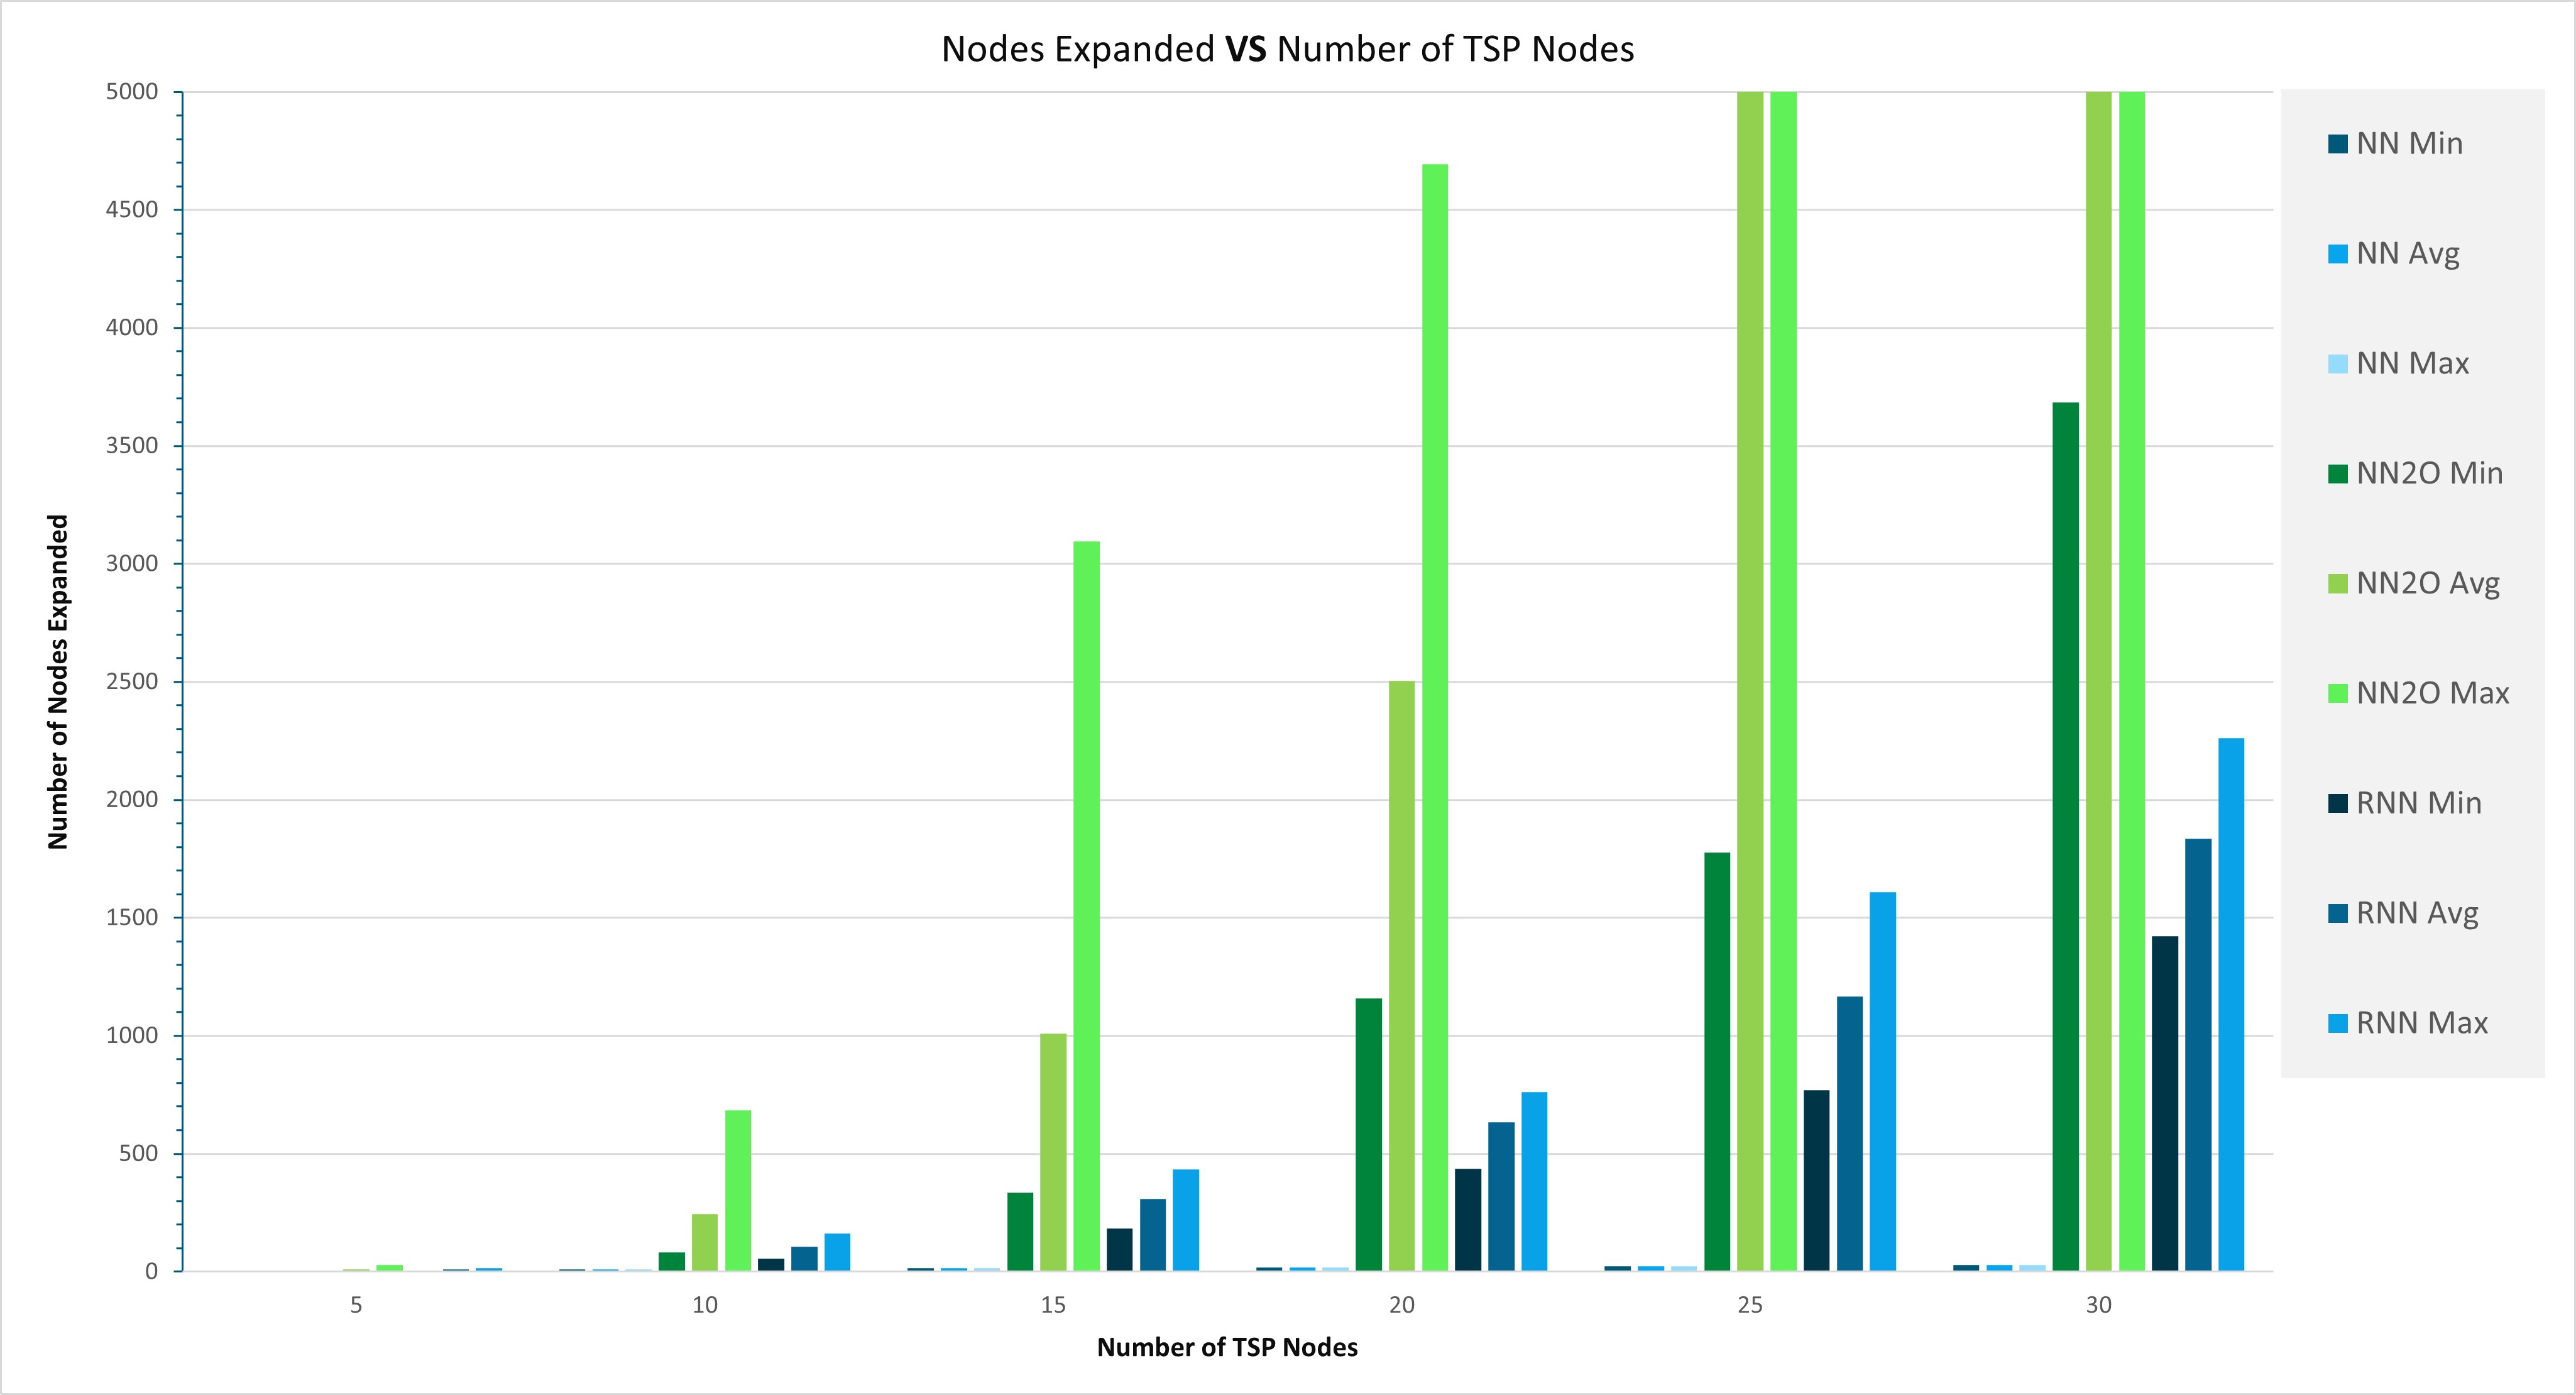 Nodes Expanded VS Number of TSP Nodes
5000
4500
4000
3500
3000
2500
2000
1500
1000
500
0
Number of Nodes Expanded
5 10 15 20 25 30
Number of TSP Nodes
NN Min
NN Avg
NN Max
NN2O Min
NN2O Avg
NN2O Max
RNN Min
RNN Avg
RNN Max